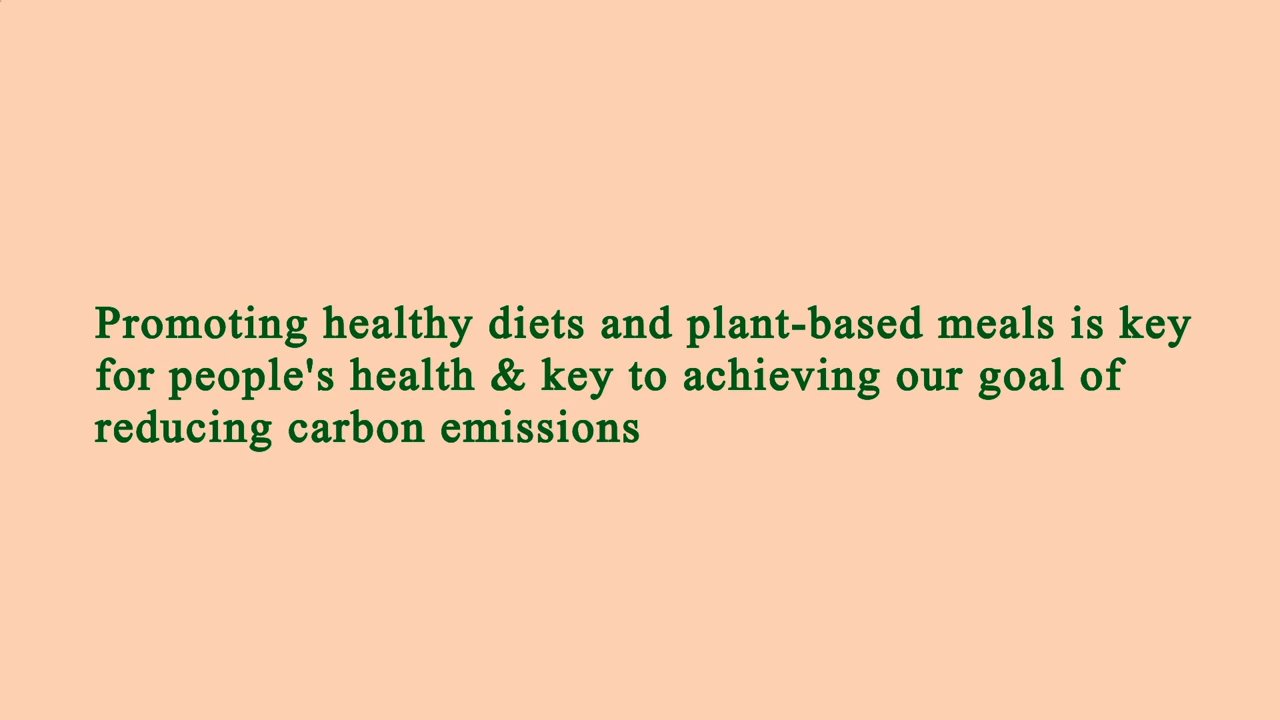 Promoting healthy diets and plant-based meals is key
for people's health & key to achieving our goal of
reducing carbon emissions